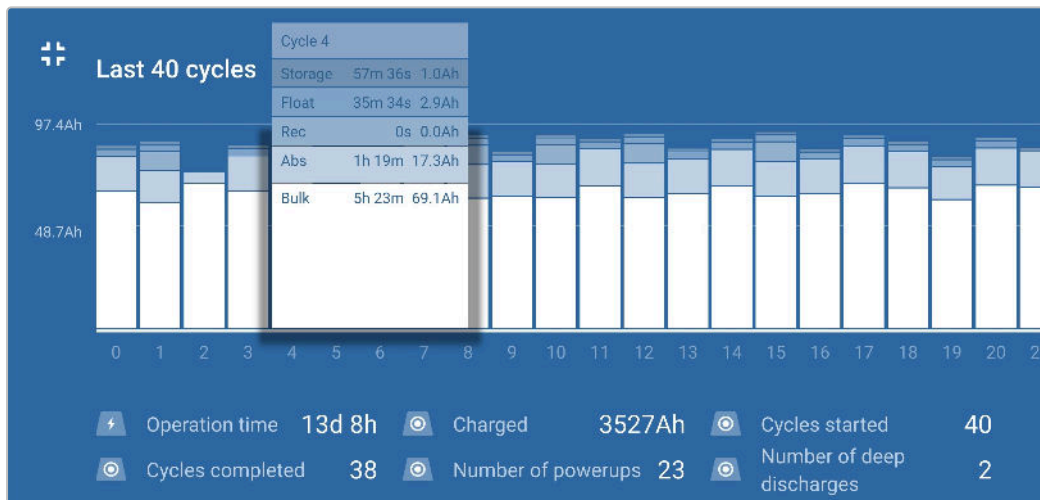 Last 40 cycles
Cycle 4
Storage 57m 36s 1.0Ah
Float 35m 34s 2.9Ah
Rec 0s 0.0Ah
Abs 1h 19m 17.3Ah
Bulk 5h 23m 69.1Ah
97.4Ah
48.7Ah
0 1 2 3 4 5 6 7 8 9 10 11 12 13 14 15 16 17 18 19 20 2
Operation time 13d 8h Charged 3527Ah Cycles started 40
Cycles completed 38 Number of powerups 23 Number of deep discharges 2